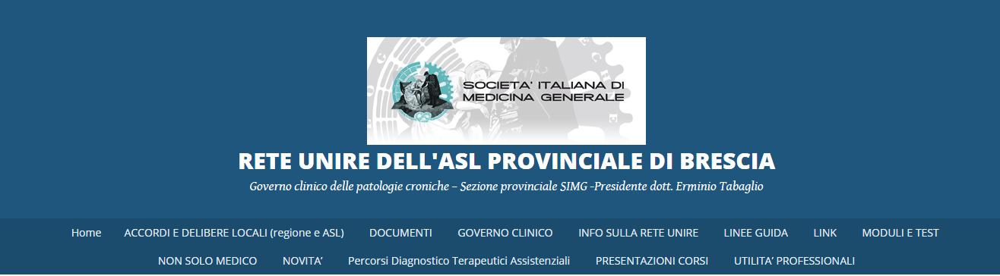 SOCIETA' ITALIANA DI
MEDICINA GENERALE
RETE UNIRE DELL'ASL PROVINCIALE DI BRESCIA
Governo clinico delle patologie croniche – Sezione provinciale SIMG -Presidente dott. Erminio Tabaglio
Home ACCORDI E DELIBERE LOCALI (regione e ASL) DOCUMENTI GOVERNO CLINICO INFO SULLA RETE UNIRE LINEE GUIDA LINK MODULI E TEST
NON SOLO MEDICO NOVITA’ Percorsi Diagnostico Terapeutici Assistenziali PRESENTAZIONI CORSI UTILITA’ PROFESSIONALI